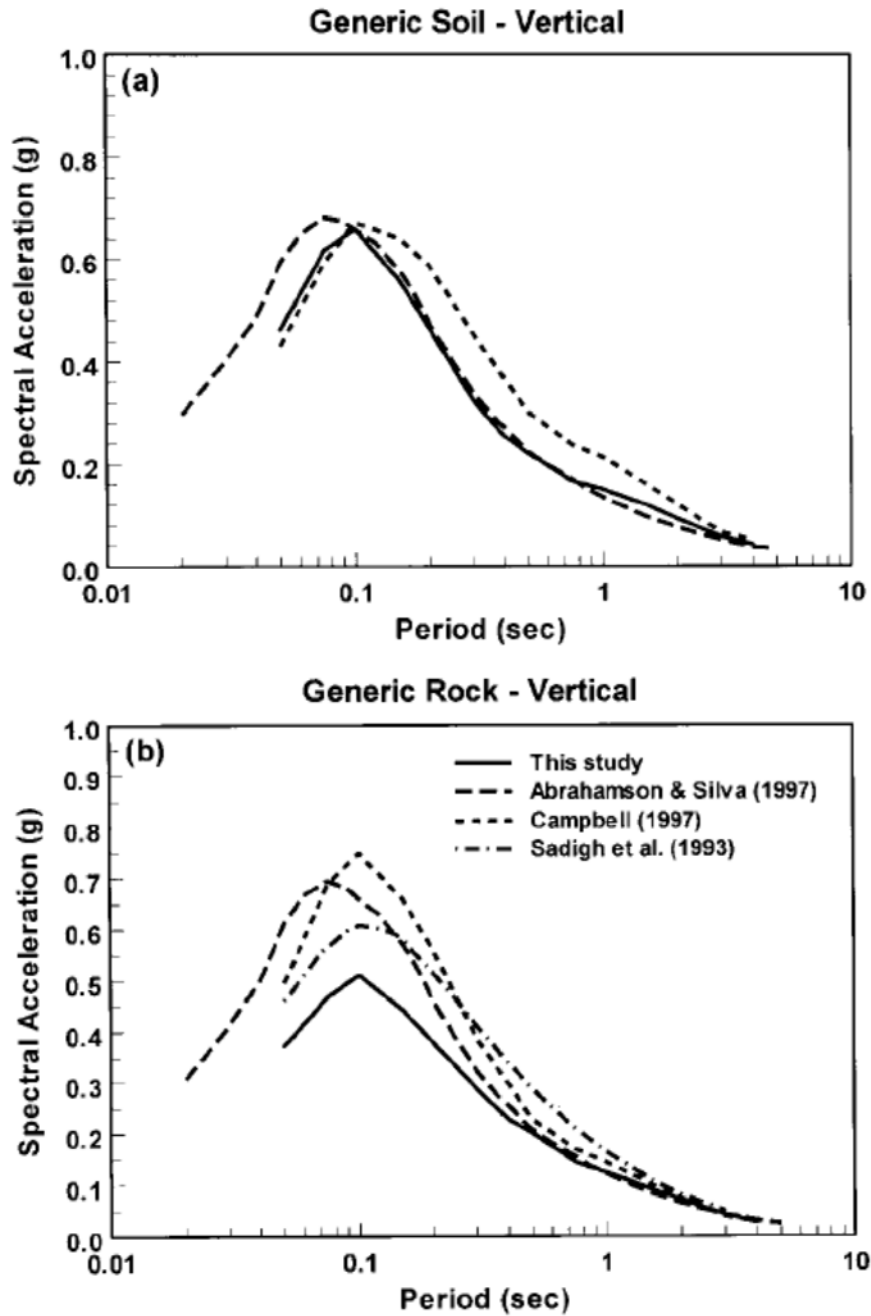 Generic Soil - Vertical
(a)
1.0
0.8
0.6
0.4
0.2
0.0
Spectral Acceleration (g)
0.01 0.1 1 10
Period (sec)
Generic Rock - Vertical
(b)
This study
Abrahamson & Silva (1997)
Campbell (1997)
Sadigh et al. (1993)
1.0
0.9
0.8
0.7
0.6
0.5
0.4
0.3
0.2
0.1
0.0
Spectral Acceleration (g)
0.01 0.1 1 10
Period (sec)